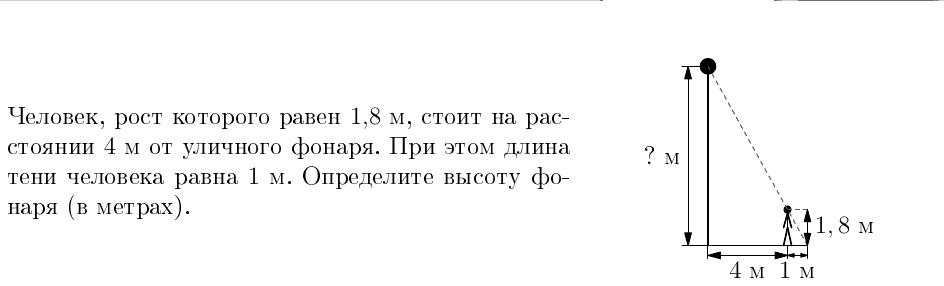 Человек, рост которого равен 1,8 м, стоит на рас-
стоянии 4 м от уличного фонаря. При этом длина
тени человека равна 1 м. Определите высоту фо-
наря (в метрах).
? м
1, 8 м
4 м 1 м